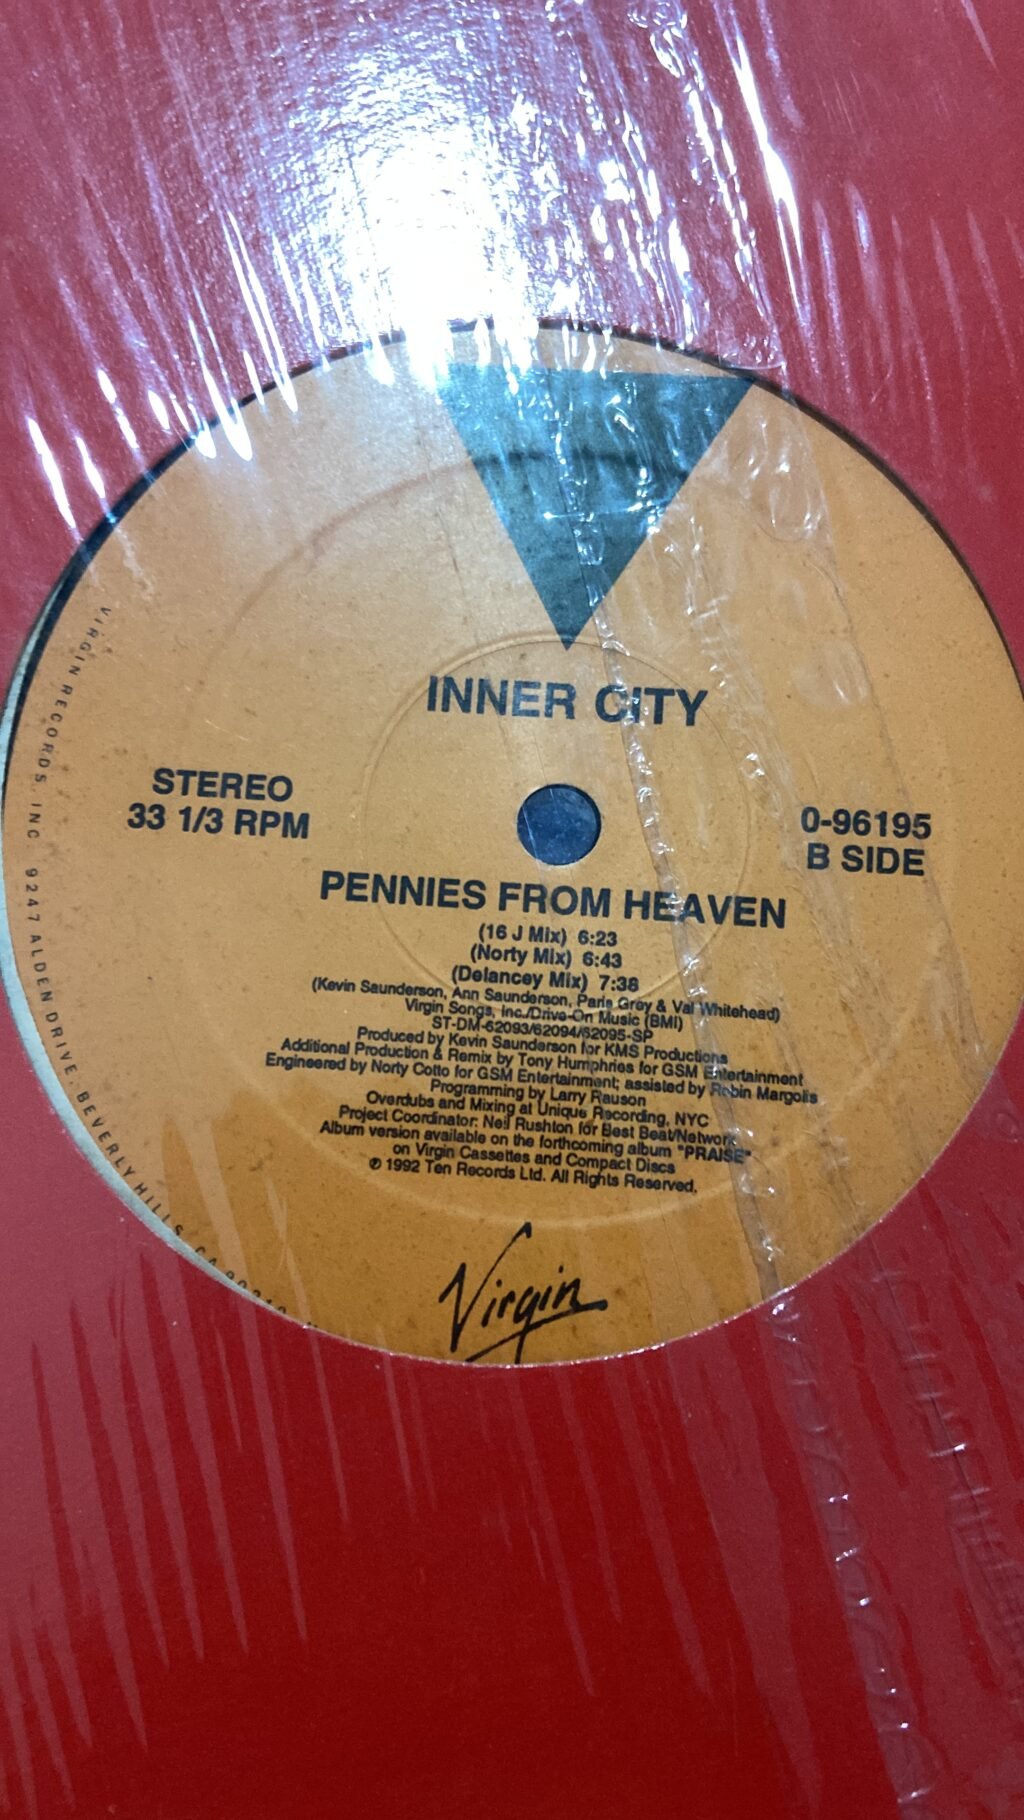 INNER CITY
STEREO
33 1/3 RPM
0-96195
B SIDE
PENNIES FROM HEAVEN
(16 J Mix) 6:23
(Norty Mix) 6:43
(Delancey Mix) 7:38
(Kevin Saunderson, Ann Saunderson, Paris Grey & Val Whitehead)
Virgin Songs, Inc./Drive-On Music (BMI)
ST-DM-62093/62094/62095-SP
Produced by Kevin Saunderson for KMS Productions
Additional Production & Remix by Tony Humphries for GSM Entertainment
Engineered by Norty Cotto for GSM Entertainment; assisted by Robin Margolis
Programming by Larry Rauson
Overdubs and Mixing at Unique Recording, NYC
Project Coordinator: Neil Rushton for Best Beat/Network
Album version available on the forthcoming album "PRAISE"
on Virgin Cassettes and Compact Discs
℗ 1992 Ten Records Ltd. All Rights Reserved.
Virgin
VIRGIN RECORDS, INC. 9247 ALDEN DRIVE · BEVERLY HILLS, CA